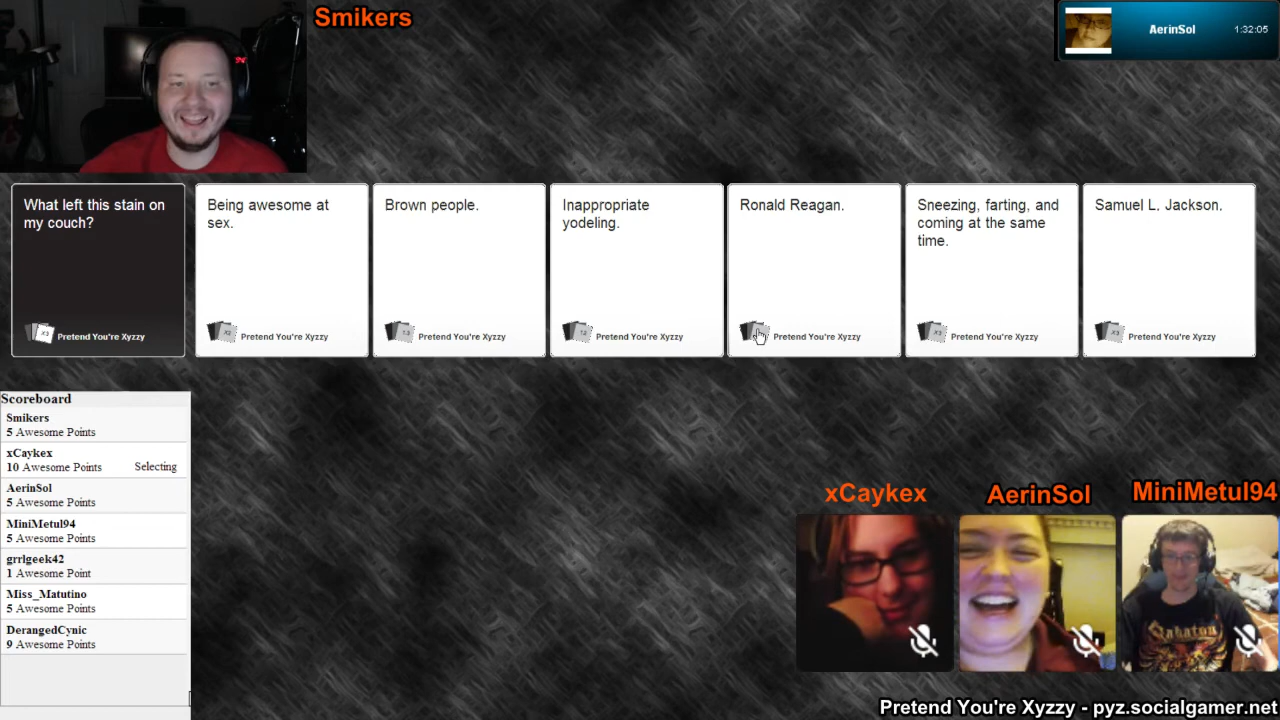 Smikers
AerinSol
1:32:05
What left this stain on
my couch?
Pretend You're Xyzzy
Being awesome at
sex.
Pretend You're Xyzzy
Brown people.
Pretend You're Xyzzy
Inappropriate
yodeling.
Pretend You're Xyzzy
Ronald Reagan.
Pretend You're Xyzzy
Sneezing, farting, and
coming at the same
time.
Pretend You're Xyzzy
Samuel L. Jackson.
Pretend You're Xyzzy
Scoreboard
Smikers
5 Awesome Points
xCaykex
10 Awesome Points Selecting
AerinSol
5 Awesome Points
MiniMetul94
5 Awesome Points
grrlgeek42
1 Awesome Point
Miss_Matutino
5 Awesome Points
DerangedCynic
9 Awesome Points
xCaykex
AerinSol
MiniMetul94
Sabaton
Pretend You're Xyzzy - pyz.socialgamer.net